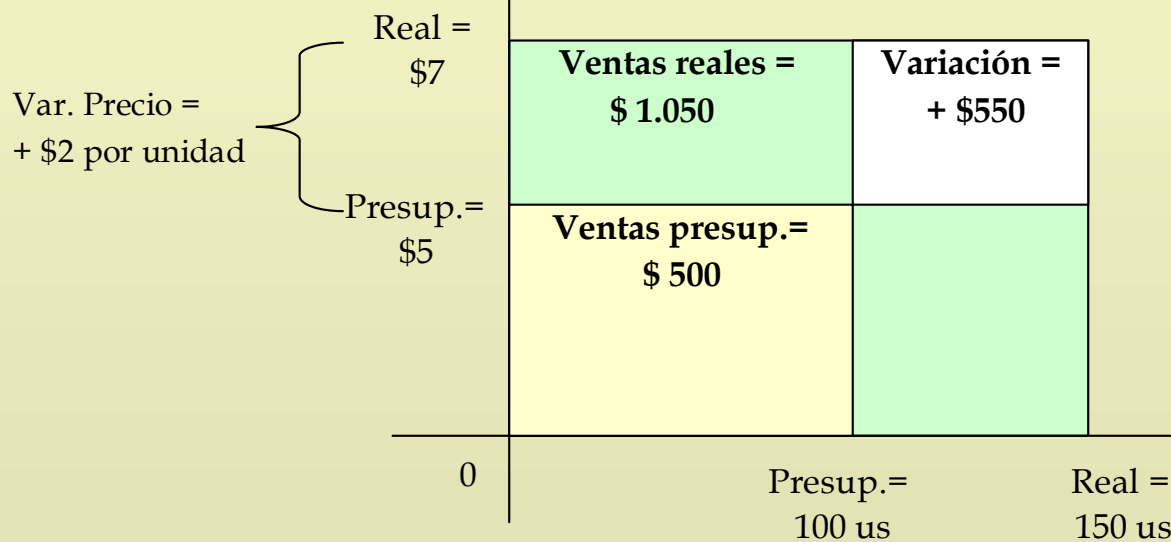 Real =
$7
Ventas reales =
$ 1.050
Variación =
+ $550
Var. Precio =
+ $2 por unidad
Presup.=
$5
Ventas presup.=
$ 500
0
Presup.=
100 us
Real =
150 us